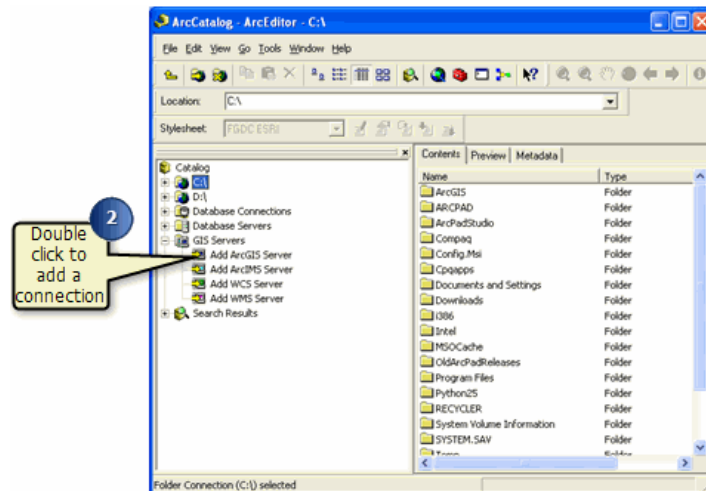 ArcCatalog - ArcEditor - C:\
File Edit View Go Tools Window Help
Location: C:\
Stylesheet: FGDC ESRI
Contents Preview Metadata
Catalog
C:\
D:\
Database Connections
Database Servers
GIS Servers
Add ArcGIS Server
Add ArcIMS Server
Add WCS Server
Add WMS Server
Search Results
2
Double
click to
add a
connection
Name Type
ArcGIS Folder
ARCPAD Folder
ArcPadStudio Folder
Compaq Folder
Config.Msi Folder
Cpqapps Folder
Documents and Settings Folder
Downloads Folder
i386 Folder
Intel Folder
MSOCache Folder
OldArcPadReleases Folder
Program Files Folder
Python25 Folder
RECYCLER Folder
System Volume Information Folder
SYSTEM.SAV Folder
Temp Folder
Folder Connection (C:\) selected